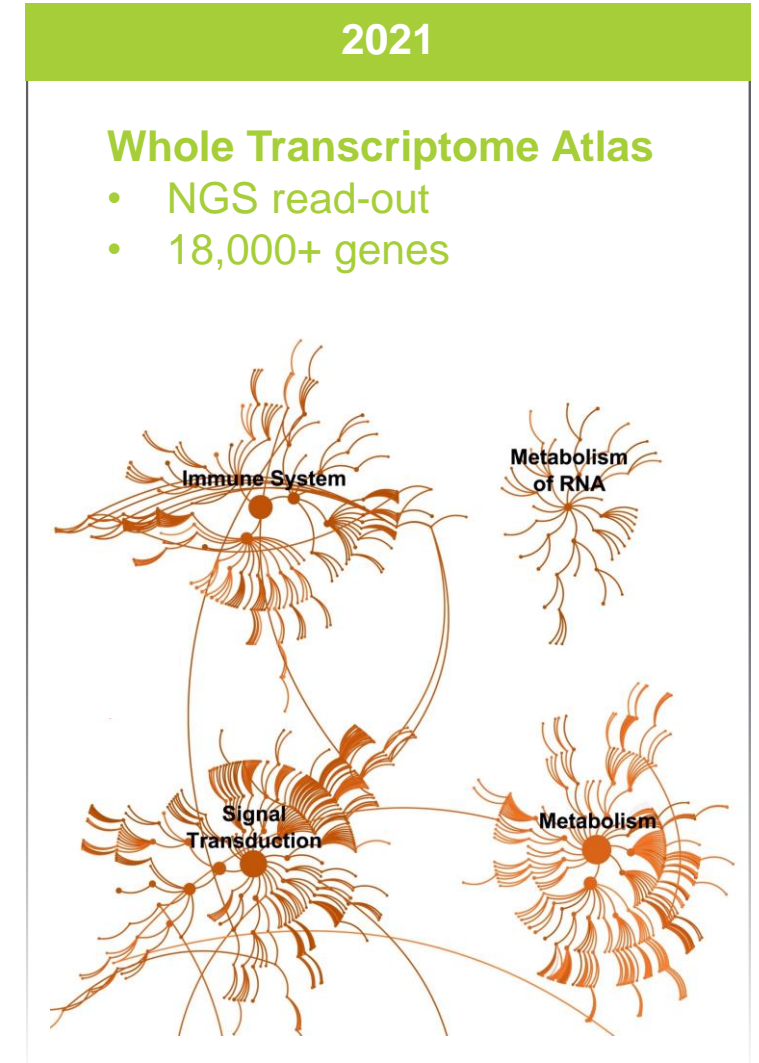 2021
Whole Transcriptome Atlas
• NGS read-out
• 18,000+ genes
Immune System
Metabolism
of RNA
Signal
Transduction
Metabolism